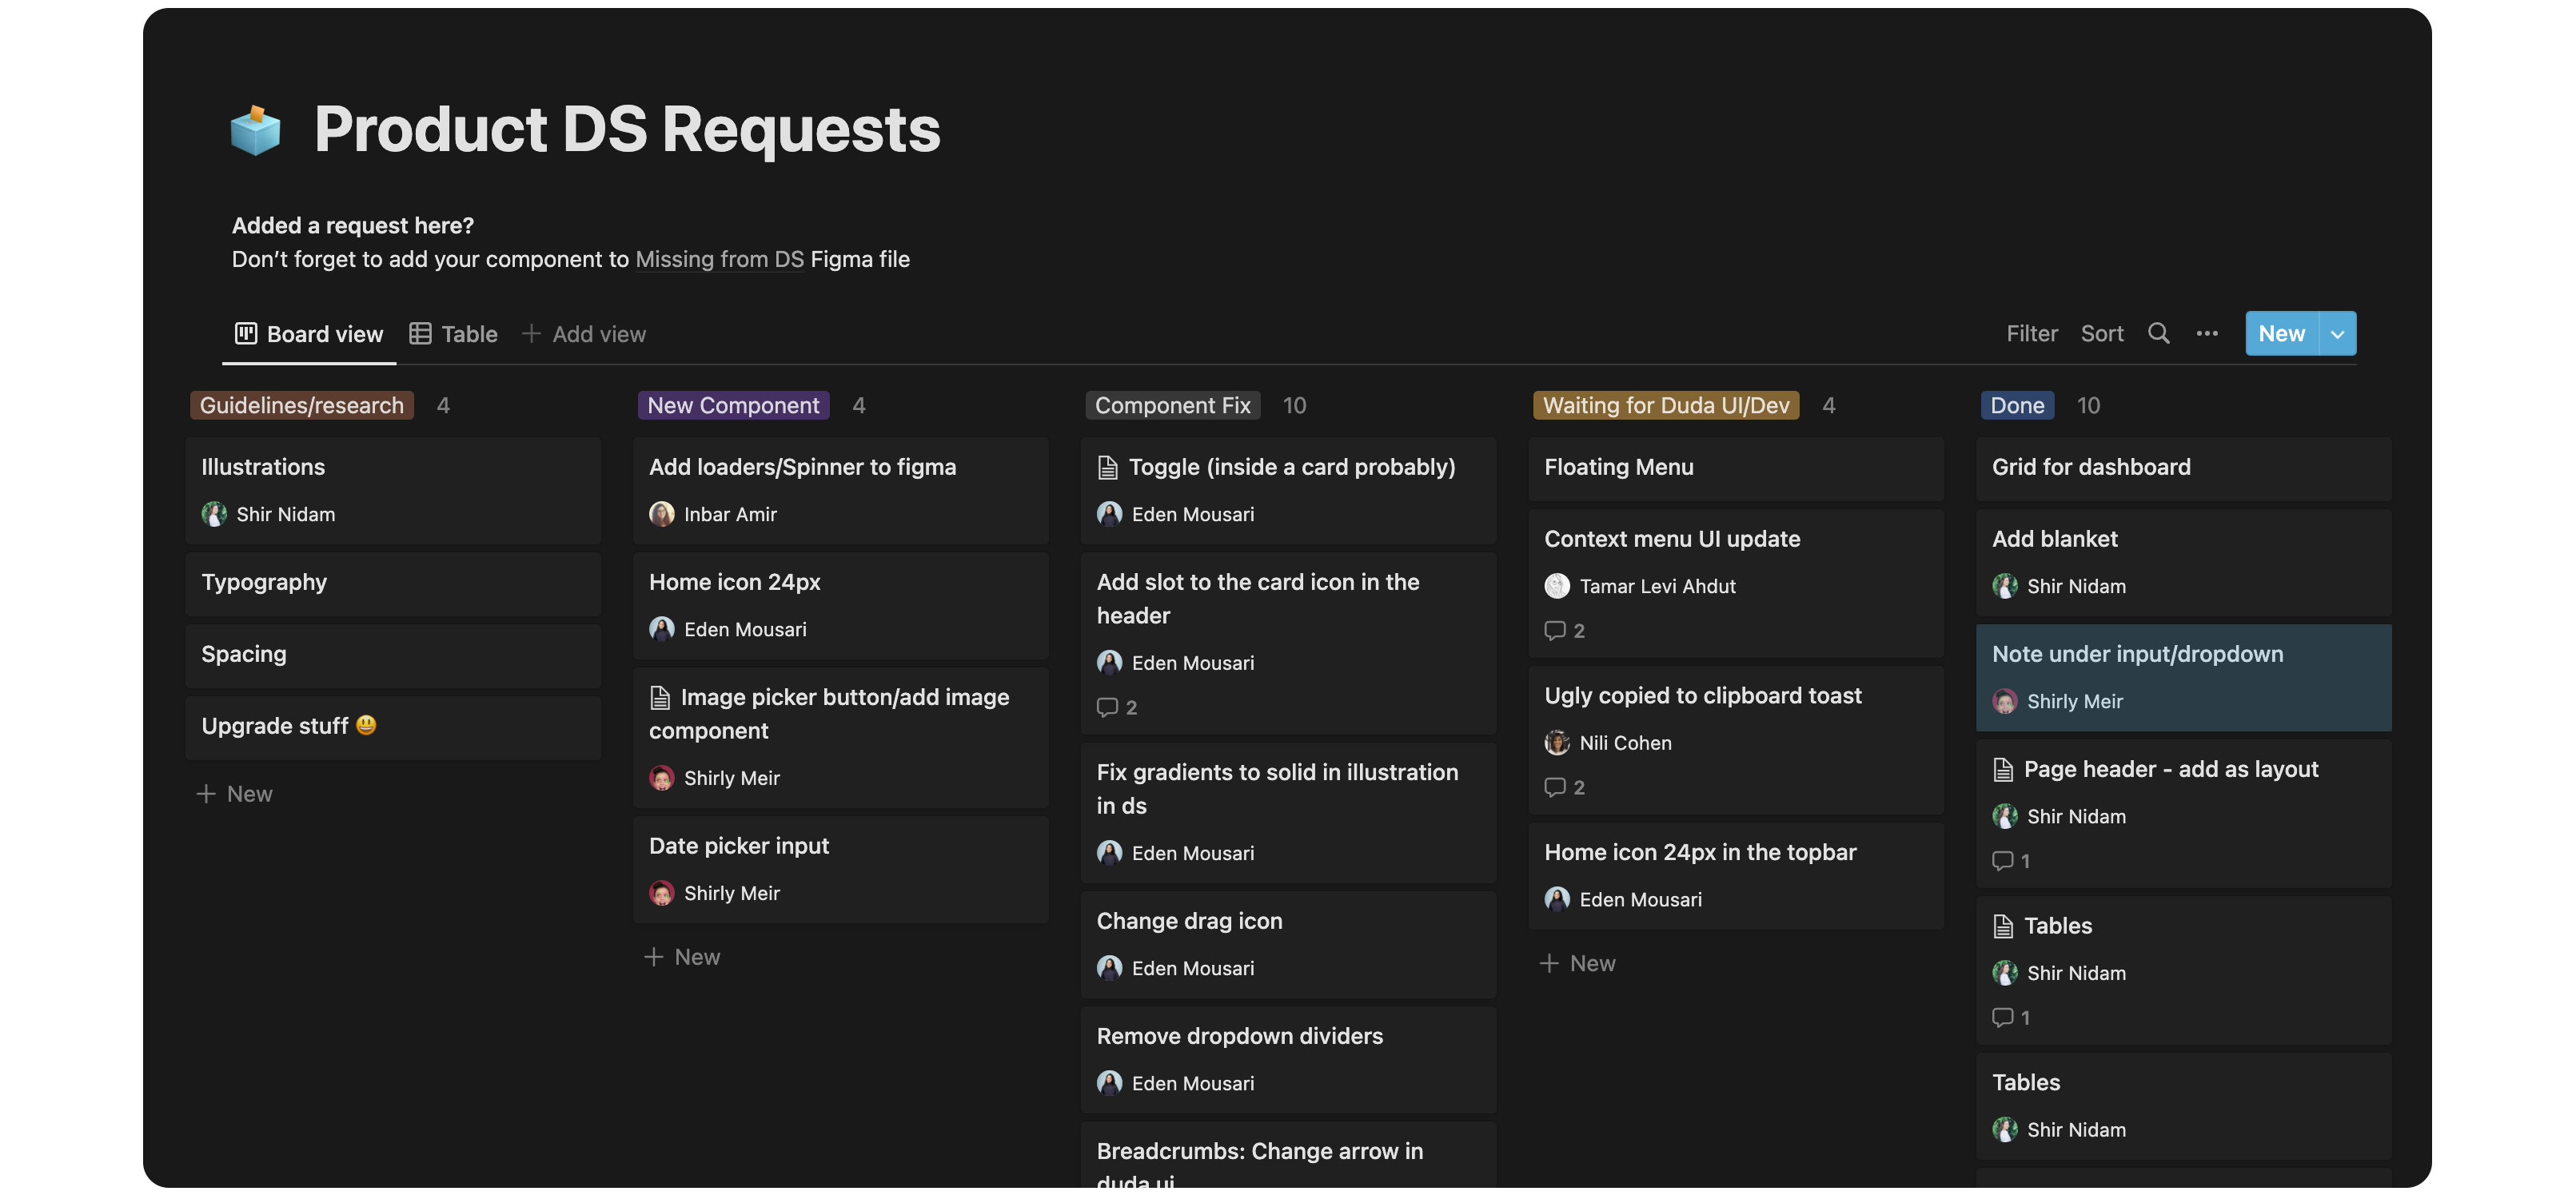 Product DS Requests
Added a request here?
Don’t forget to add your component to Missing from DS Figma file
Board view
Table
Add view
Filter
Sort
New
Guidelines/research 4
Illustrations
Shir Nidam
Typography
Spacing
Upgrade stuff 😃
New
New Component 4
Add loaders/Spinner to figma
Inbar Amir
Home icon 24px
Eden Mousari
Image picker button/add image
component
Shirly Meir
Date picker input
Shirly Meir
New
Component Fix 10
Toggle (inside a card probably)
Eden Mousari
Add slot to the card icon in the
header
Eden Mousari
2
Fix gradients to solid in illustration
in ds
Eden Mousari
Change drag icon
Eden Mousari
Remove dropdown dividers
Eden Mousari
Breadcrumbs: Change arrow in
duda ui
Waiting for Duda UI/Dev 4
Floating Menu
Context menu UI update
Tamar Levi Ahdut
2
Ugly copied to clipboard toast
Nili Cohen
2
Home icon 24px in the topbar
Eden Mousari
New
Done 10
Grid for dashboard
Add blanket
Shir Nidam
Note under input/dropdown
Shirly Meir
Page header - add as layout
Shir Nidam
1
Tables
Shir Nidam
1
Tables
Shir Nidam